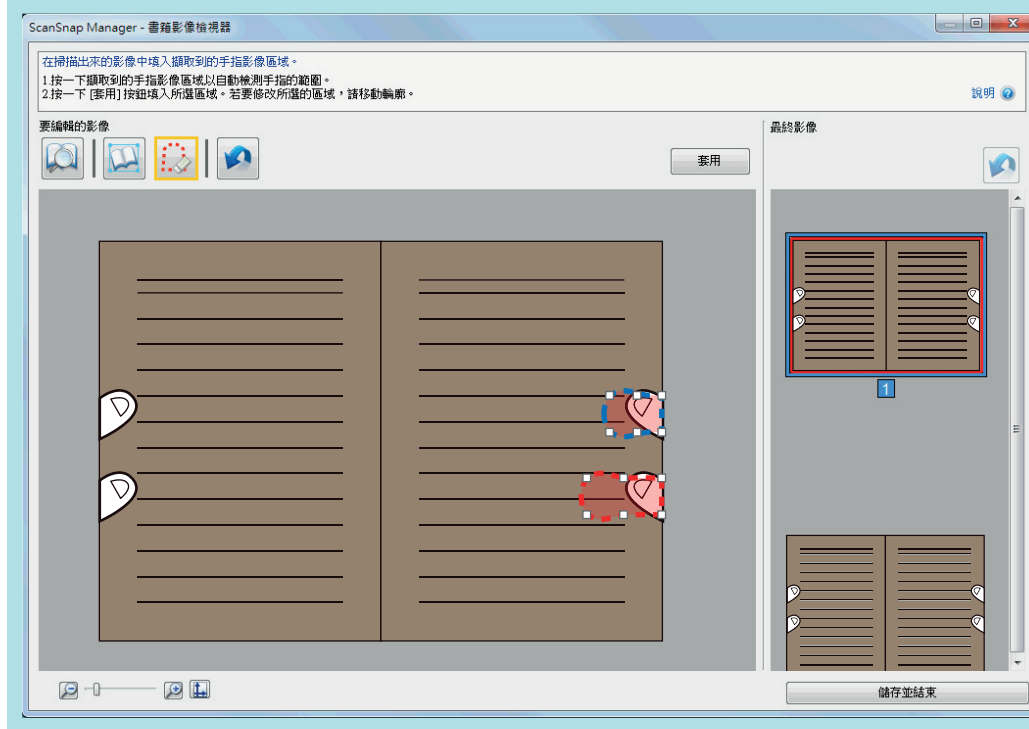 ScanSnap Manager - 書籍影像檢視器
在掃描出來的影像中填入擷取到的手指影像區域。
1.按一下擷取到的手指影像區域以自動檢測手指的範圍。
2.按一下 [套用] 按鈕填入所選區域。若要修改所選的區域，請移動輪廓。
說明
要編輯的影像
最終影像
套用
1
儲存並結束